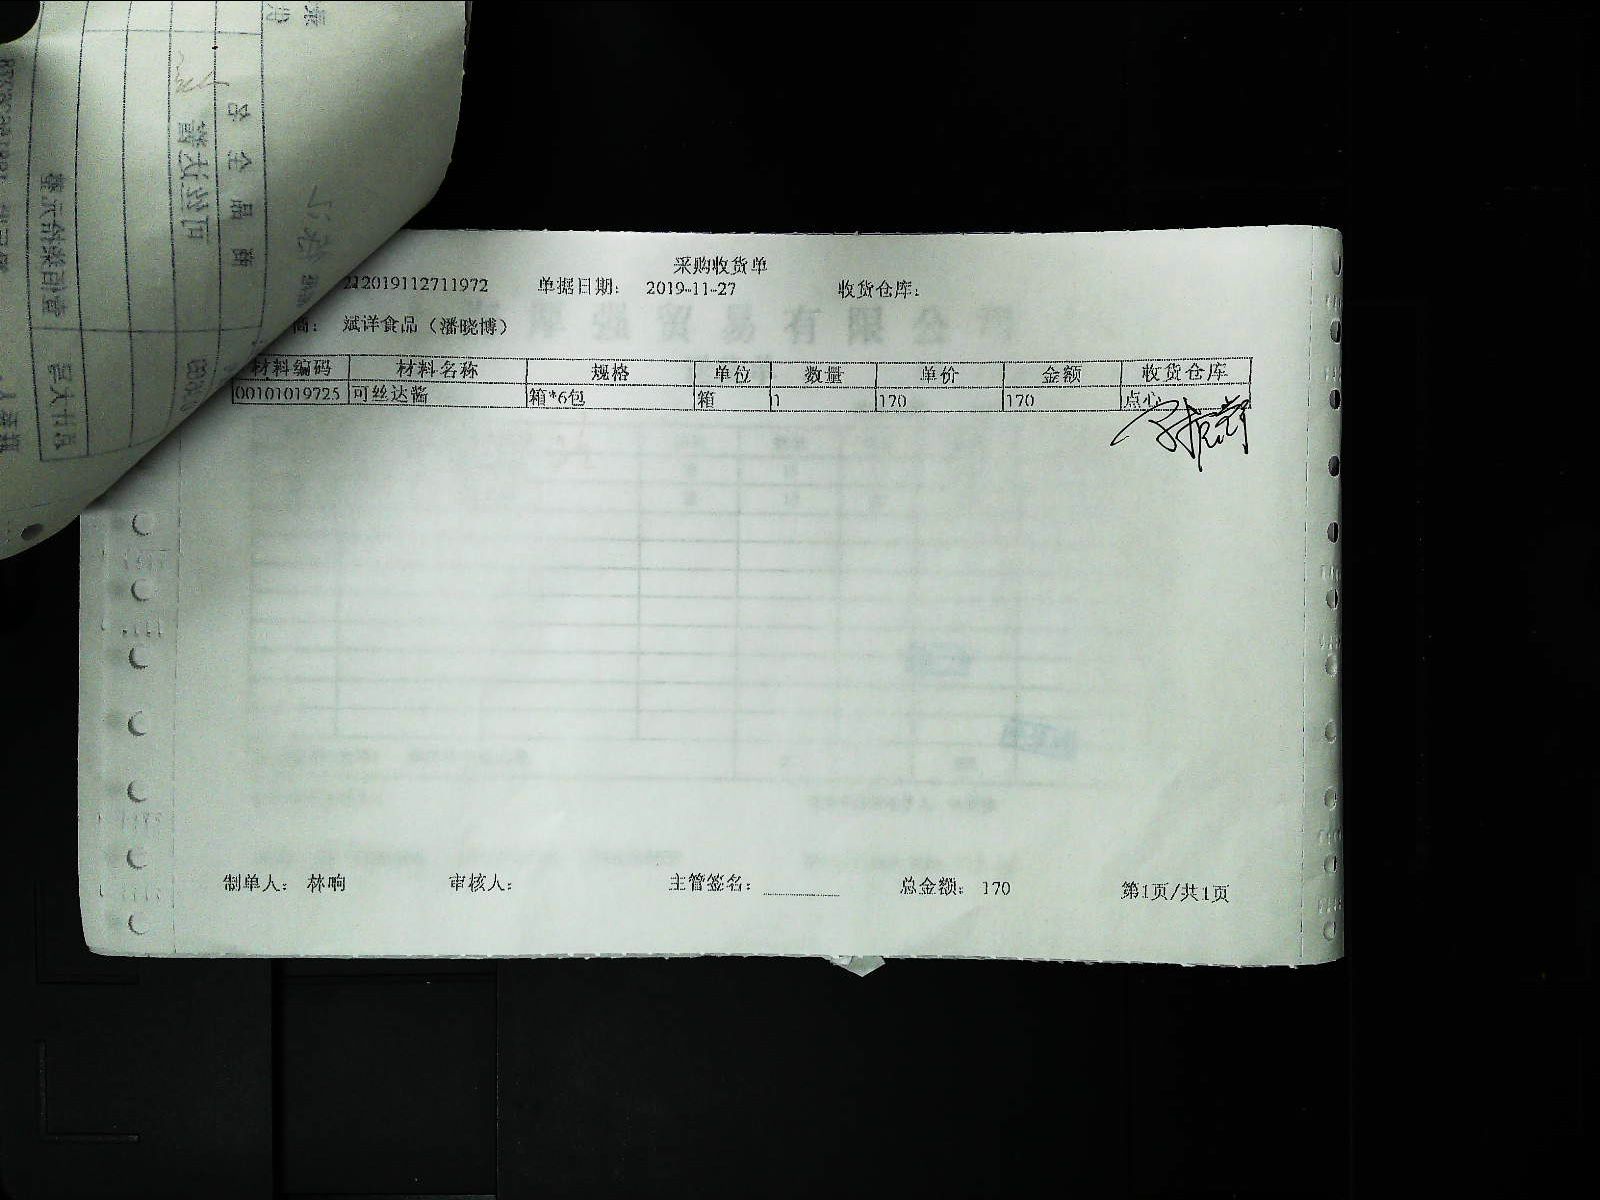 采购收货单
212019112711972 单据日期： 2019-11-27 收货仓库：
商： 斌详食品（潘晓博）
材料编码 材料名称 规格 单位 数量 单价 金额 收货仓库
00101019725 可丝达酱 箱*6包 箱 1 170 170 点心
制单人： 林响 审核人： 主管签名： 总金额： 170 第1页/共1页